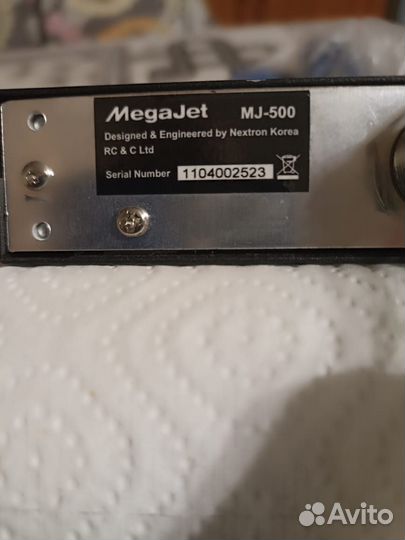 MegaJet MJ-500
Designed & Engineered by Nextron Korea
RC & C Ltd
Serial Number 1104002523
Avito